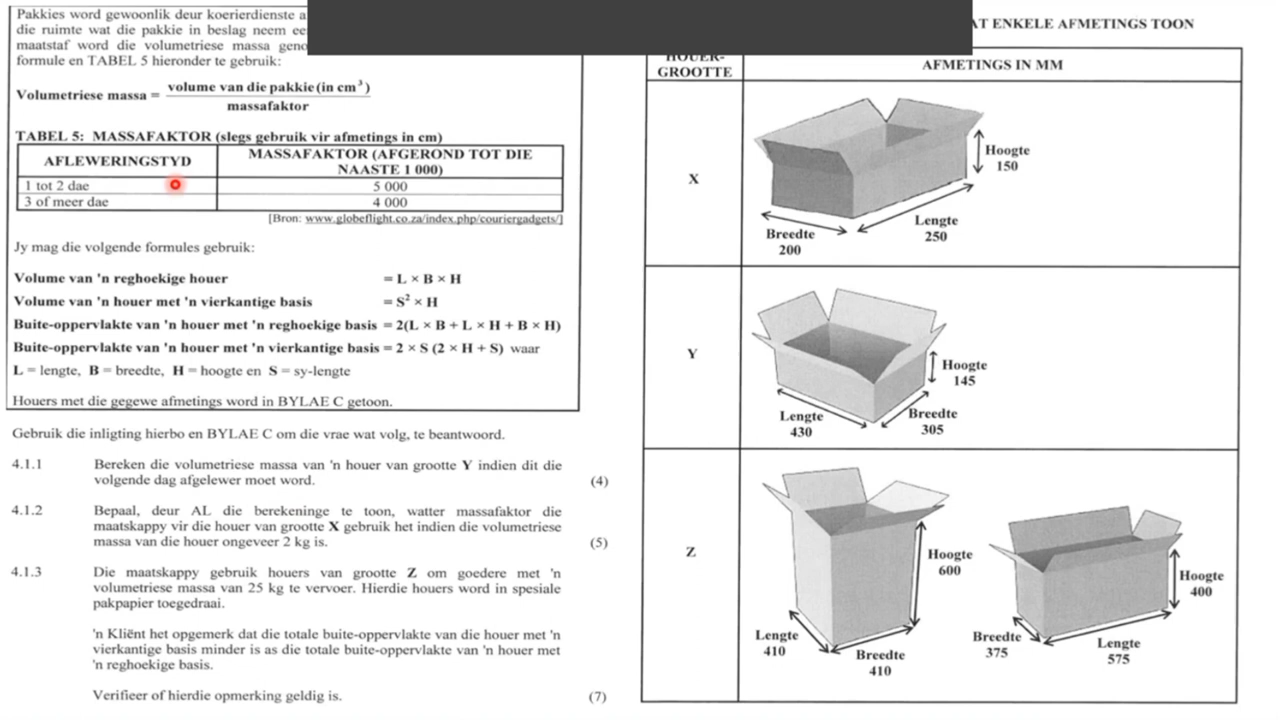 Pakkies word gewoonlik deur koerierdienste
die ruimte wat die pakkie in beslag neem
maatstaf word die volumetriese massa
formule en TABEL 5 hieronder te gebruik:
Volumetriese massa = volume van die pakkie (in cm³) / massafaktor
TABEL 5: MASSAFAKTOR (slegs gebruik vir afmetings in cm)
AFLEWERINGSTYD MASSAFAKTOR (AFGEROND TOT DIE
NAASTE 1 000)
1 tot 2 dae 5 000
3 of meer dae 4 000
[Bron: www.globeflight.co.za/index.php/couriergadgets/]
Jy mag die volgende formules gebruik:
Volume van 'n reghoekige houer = L × B × H
Volume van 'n houer met 'n vierkantige basis = S² × H
Buite-oppervlakte van 'n houer met 'n reghoekige basis = 2(L × B + L × H + B × H)
Buite-oppervlakte van 'n houer met 'n vierkantige basis = 2 × S (2 × H + S) waar
L = lengte, B = breedte, H = hoogte en S = sy-lengte
Houers met die gegewe afmetings word in BYLAE C getoon.
Gebruik die inligting hierbo en BYLAE C om die vrae wat volg, te beantwoord.
4.1.1 Bereken die volumetriese massa van 'n houer van grootte Y indien dit die
volgende dag afgelewer moet word. (4)
4.1.2 Bepaal, deur AL die berekeninge te toon, watter massafaktor die
maatskappy vir die houer van grootte X gebruik het indien die volumetriese
massa van die houer ongeveer 2 kg is. (5)
4.1.3 Die maatskappy gebruik houers van grootte Z om goedere met 'n
volumetriese massa van 25 kg te vervoer. Hierdie houers word in spesiale
pakpapier toegedraai.
'n Kliënt het opgemerk dat die totale buite-oppervlakte van die houer met 'n
vierkantige basis minder is as die totale buite-oppervlakte van 'n houer met
'n reghoekige basis.
Verifieer of hierdie opmerking geldig is. (7)
ENKELE AFMETINGS TOON
HOUER-
GROOTTE
AFMETINGS IN MM
X
Hoogte
150
Lengte
250
Breedte
200
Y
Hoogte
145
Breedte
305
Lengte
430
Z
Hoogte
600
Lengte
410
Breedte
410
Hoogte
400
Breedte
375
Lengte
575